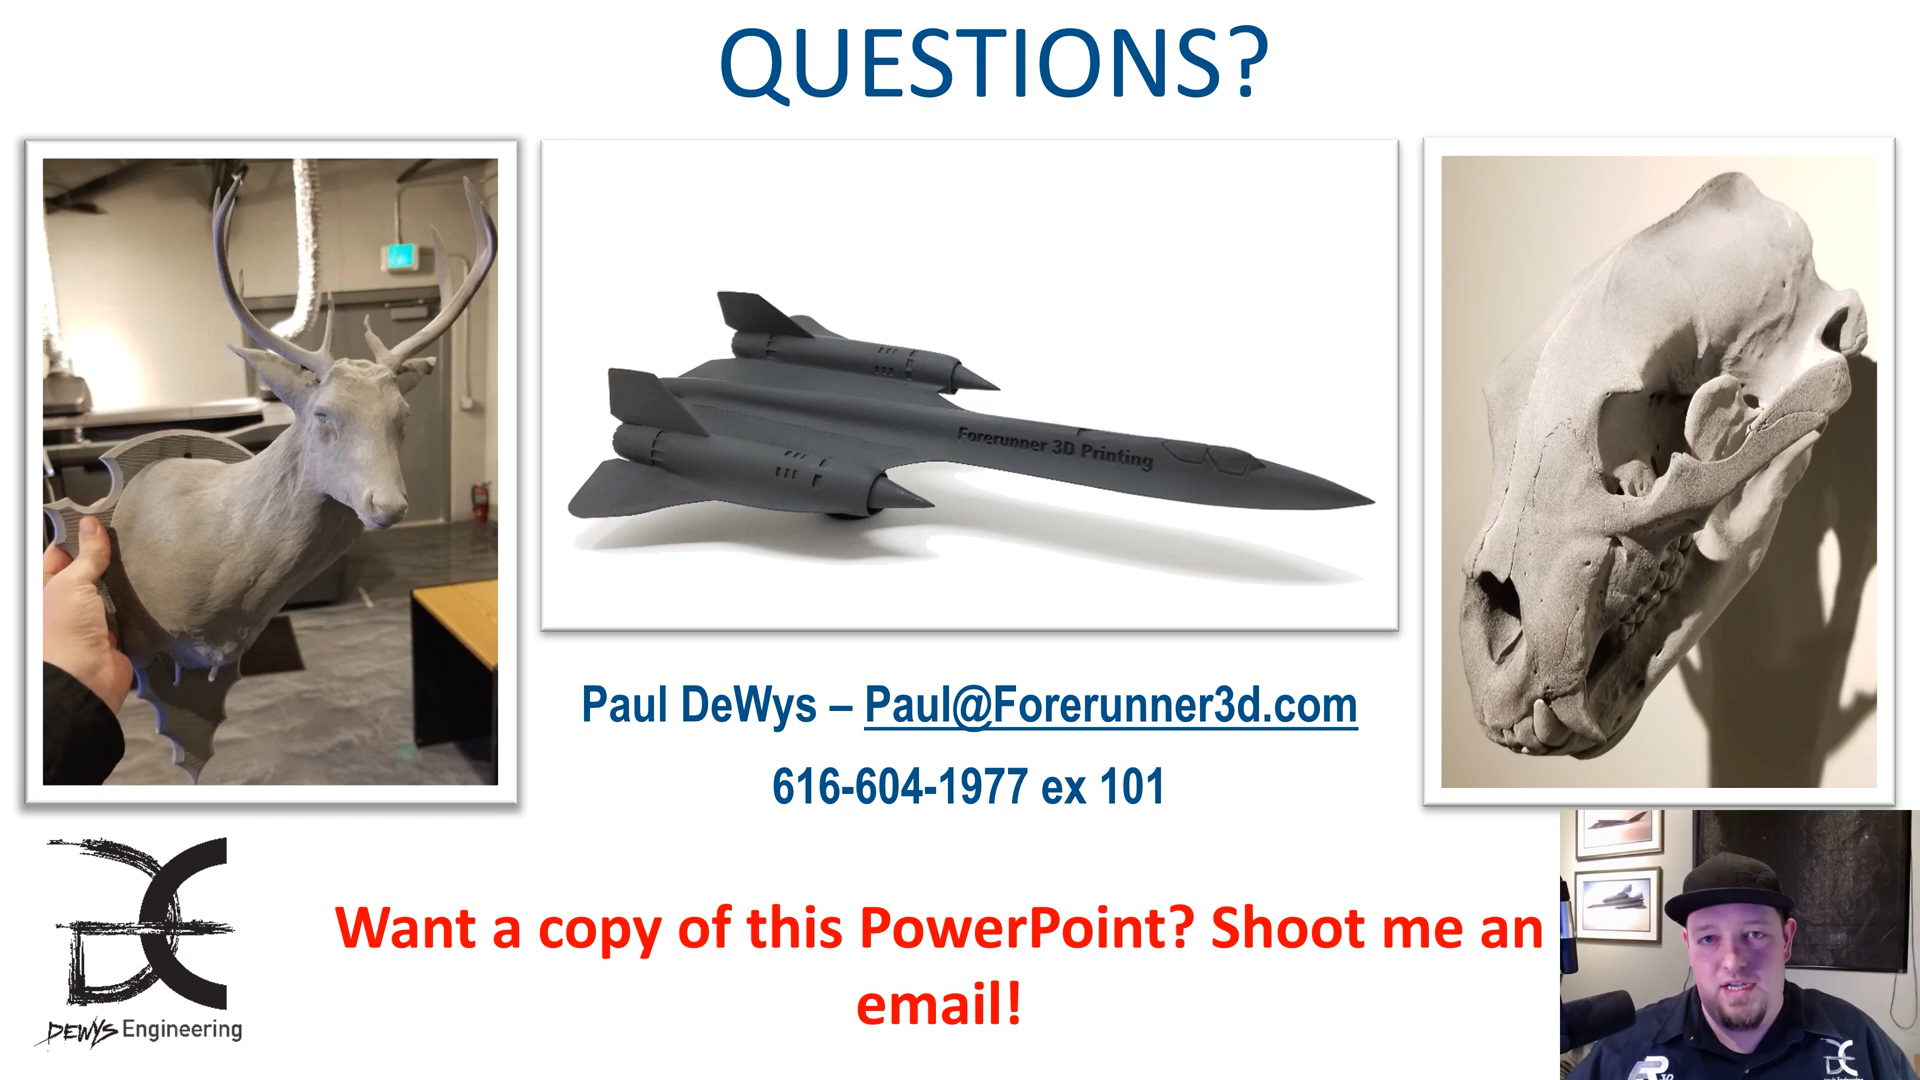 QUESTIONS?
Forerunner 3D Printing
Paul DeWys – Paul@Forerunner3d.com
616-604-1977 ex 101
Want a copy of this PowerPoint? Shoot me an
email!
DEWYS Engineering